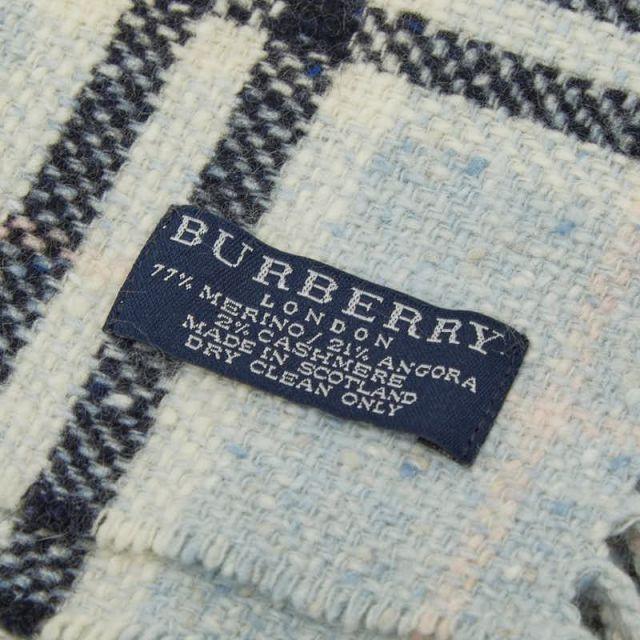 BURBERRY
LONDON
77% MERINO / 21% ANGORA
2% CASHMERE
MADE IN SCOTLAND
DRY CLEAN ONLY